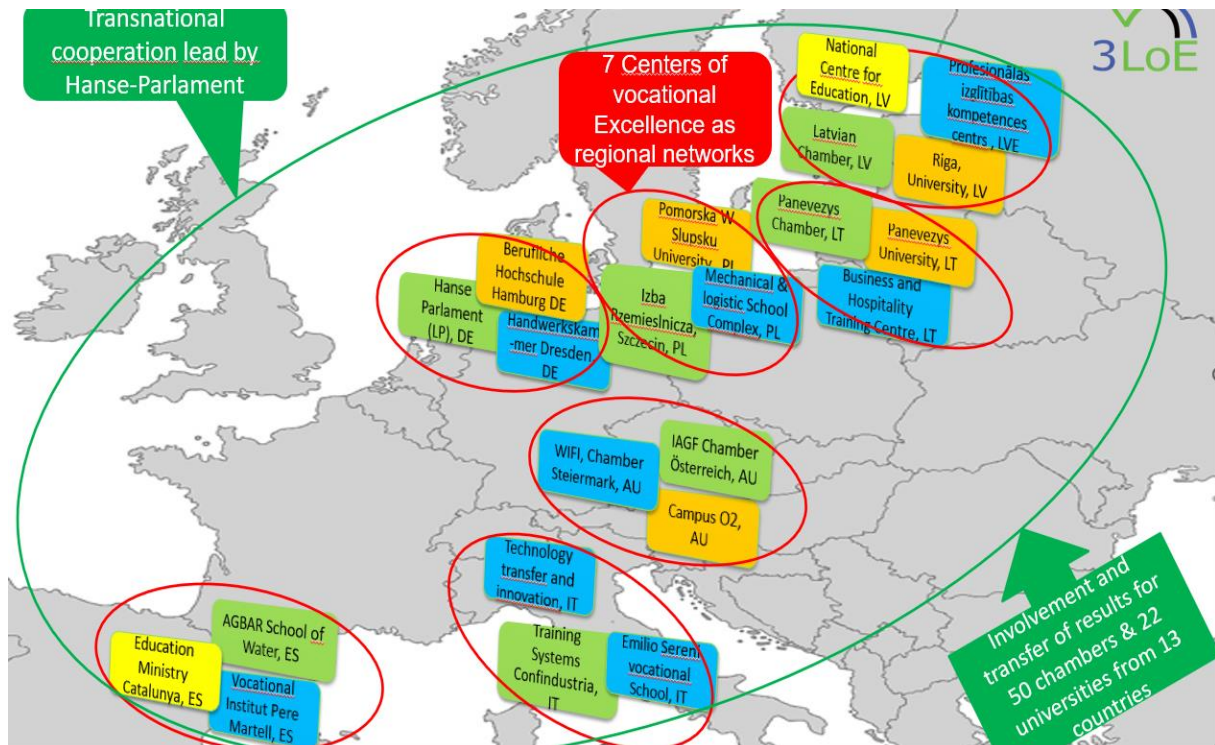 Transnational
cooperation lead by
Hanse-Parlament
7 Centers of
vocational
Excellence as
regional networks
3LoE
National
Centre for
Education, LV
Profesionālas
izglītības
kompetences
centrs , LVE
Latvian
Chamber, LV
Riga,
University, LV
Panevezys
Chamber, LT
Panevezys
University, LT
Business and
Hospitality
Training Centre, LT
Pomorska W
Slupsku
University, PL
Izba
Rzemieslnicza,
Szczecin, PL
Mechanical &
logistic School
Complex, PL
Berufliche
Hochschule
Hamburg DE
Hanse
Parlament
(LP), DE
Handwerkskam
-mer Dresden,
DE
WIFI, Chamber
Steiermark, AU
IAGF Chamber
Österreich, AU
Campus O2,
AU
Technology
transfer and
innovation, IT
Training
Systems
Confindustria,
IT
Emilio Sereni
vocational
School, IT
AGBAR School of
Water, ES
Education
Ministry
Catalunya, ES
Vocational
Institut Pere
Martell, ES
Involvement and
transfer of results for
50 chambers & 22
universities from 13
countries